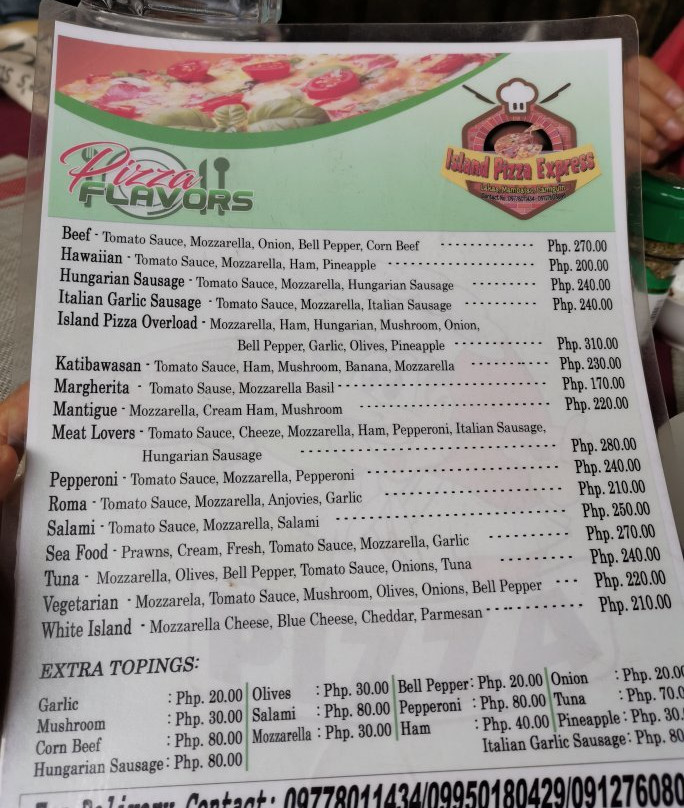 Pizza
FLAVORS
Island Pizza Express
Beef - Tomato Sauce, Mozzarella, Onion, Bell Pepper, Corn Beef Php. 270.00
Hawaiian - Tomato Sauce, Mozzarella, Ham, Pineapple Php. 200.00
Hungarian Sausage - Tomato Sauce, Mozzarella, Hungarian Sausage Php. 240.00
Italian Garlic Sausage - Tomato Sauce, Mozzarella, Italian Sausage Php. 240.00
Island Pizza Overload - Mozzarella, Ham, Hungarian, Mushroom, Onion,
Bell Pepper, Garlic, Olives, Pineapple Php. 310.00
Katibawasan - Tomato Sauce, Ham, Mushroom, Banana, Mozzarella Php. 230.00
Margherita - Tomato Sause, Mozzarella Basil Php. 170.00
Mantigue - Mozzarella, Cream Ham, Mushroom Php. 220.00
Meat Lovers - Tomato Sauce, Cheeze, Mozzarella, Ham, Pepperoni, Italian Sausage,
Hungarian Sausage Php. 280.00
Pepperoni - Tomato Sauce, Mozzarella, Pepperoni Php. 240.00
Roma - Tomato Sauce, Mozzarella, Anjovies, Garlic Php. 210.00
Salami - Tomato Sauce, Mozzarella, Salami Php. 250.00
Sea Food - Prawns, Cream, Fresh, Tomato Sauce, Mozzarella, Garlic Php. 270.00
Tuna - Mozzarella, Olives, Bell Pepper, Tomato Sauce, Onions, Tuna Php. 240.00
Vegetarian - Mozzarela, Tomato Sauce, Mushroom, Olives, Onions, Bell Pepper Php. 220.00
White Island - Mozzarella Cheese, Blue Cheese, Cheddar, Parmesan Php. 210.00
PIZZA
EXTRA TOPINGS:
Garlic : Php. 20.00
Mushroom : Php. 30.00
Corn Beef : Php. 80.00
Hungarian Sausage : Php. 80.00
Olives : Php. 30.00
Salami : Php. 80.00
Mozzarella : Php. 30.00
Bell Pepper : Php. 20.00
Pepperoni : Php. 80.00
Ham : Php. 40.00
Onion : Php. 20.00
Tuna : Php. 70.0
Pineapple : Php. 30.
Italian Garlic Sausage: Php. 80
For Delivery Contact: 09778011434/09950180429/091276080